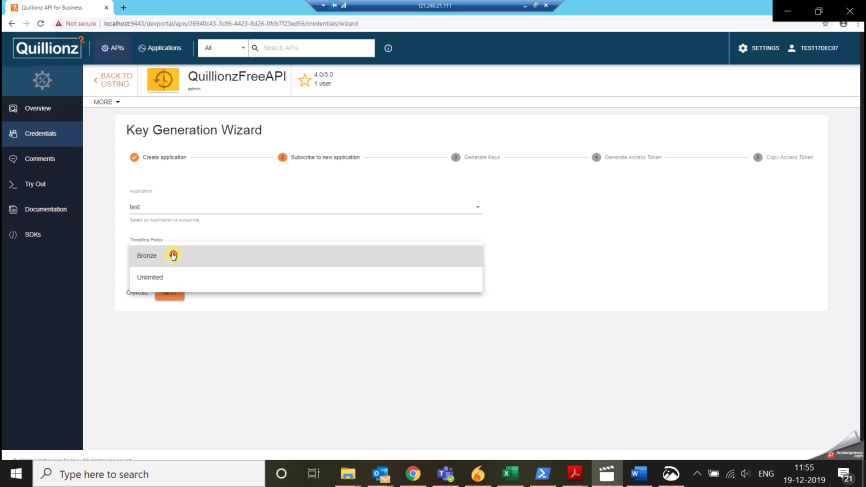 Quillionz API for Business
121.240.21.111
Not secure
localhost:9443/devportal/apis/26940c43-3c86-4423-8d26-0fcb7f23ed56/credentials/wizard
Quillionz?
APIs
Applications
All
Search APIs
SETTINGS
TEST17DEC07
BACK TO
LISTING
QuillionzFreeAPI
admin
4.0/5.0
1 user
MORE
Overview
Credentials
Comments
Try Out
Documentation
SDKs
Key Generation Wizard
Create application
2 Subscribe to new application
3 Generate Keys
4 Generate Access Token
5 Copy Access Token
Application
test
Select an Application to subscribe
Throttling Policy
Bronze
Unlimited
CANCEL
NEXT
Type here to search
ENG
11:55
19-12-2019
21